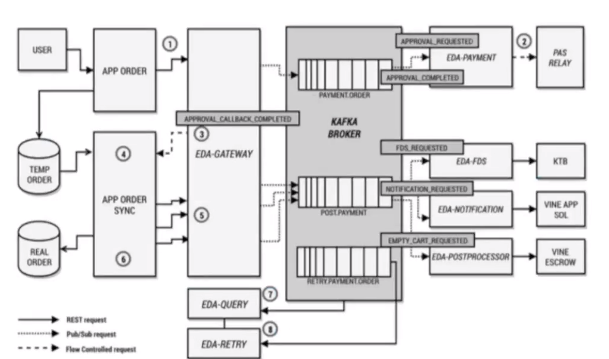 USER
APP ORDER
①
APPROVAL_REQUESTED
②
EDA-PAYMENT
PAS
RELAY
APPROVAL_COMPLETED
PAYMENT.ORDER
APPROVAL_CALLBACK_COMPLETED
KAFKA
BROKER
③
EDA-GATEWAY
TEMP
ORDER
④
APP ORDER
SYNC
FDS_REQUESTED
EDA-FDS
KTB
NOTIFICATION_REQUESTED
EDA-NOTIFICATION
VINE APP
SOL
POST.PAYMENT
⑤
EMPTY_CART_REQUESTED
EDA-POSTPROCESSOR
VINE
ESCROW
REAL
ORDER
⑥
RETRY.PAYMENT.ORDER
EDA-QUERY
⑦
EDA-RETRY
⑧
REST request
Pub/Sub request
Flow Controlled request